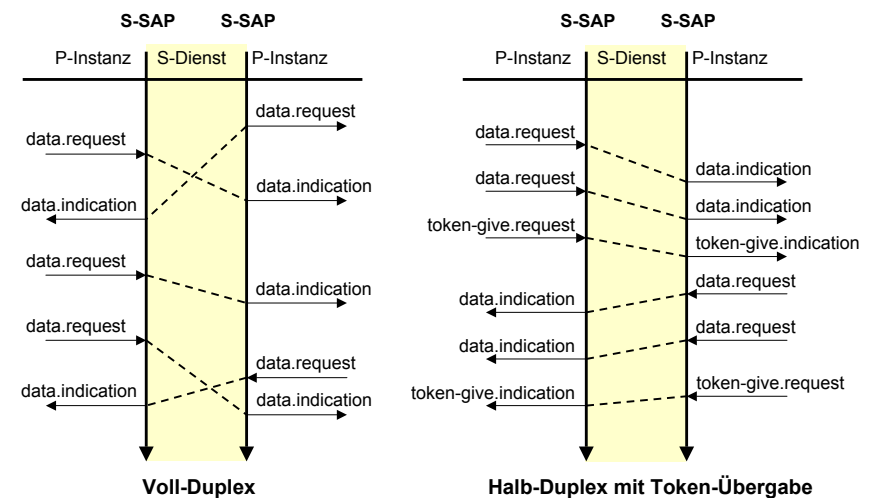 S-SAP S-SAP
P-Instanz S-Dienst P-Instanz
data.request
data.request
data.indication
data.indication
data.request
data.indication
data.request
data.request
data.indication
data.indication
Voll-Duplex
S-SAP S-SAP
P-Instanz S-Dienst P-Instanz
data.request
data.indication
data.request
data.indication
token-give.request
token-give.indication
data.request
data.indication
data.request
data.indication
token-give.request
token-give.indication
Halb-Duplex mit Token-Übergabe